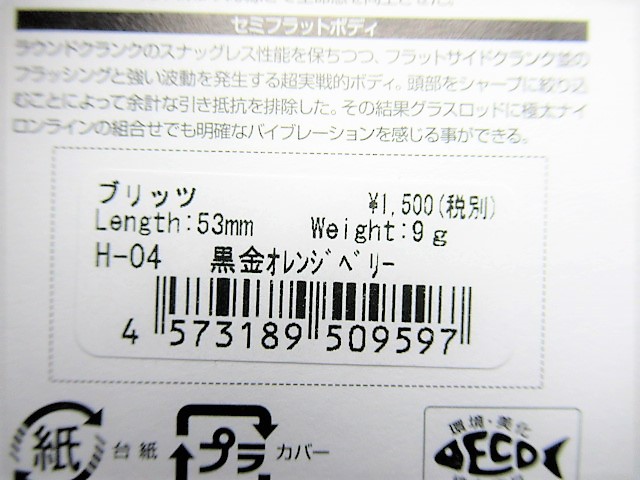 セミフラットボディ
ラウンドクランクのスナッグレス性能を保ちつつ、フラットサイドクランク並の
フラッシングと強い波動を発生する超実戦的ボディ。頭部をシャープに絞り込
むことによって余計な引き抵抗を排除した。その結果グラスロッドに極太ナイ
ロンラインの組合せでも明確なバイブレーションを感じる事ができる。
ブリッツ ¥1,500(税別)
Length:53mm Weight:9g
H-04 黒金オレンジベリー
4 573189 509597
紙 台紙 プラ カバー
環境・美化
ECO